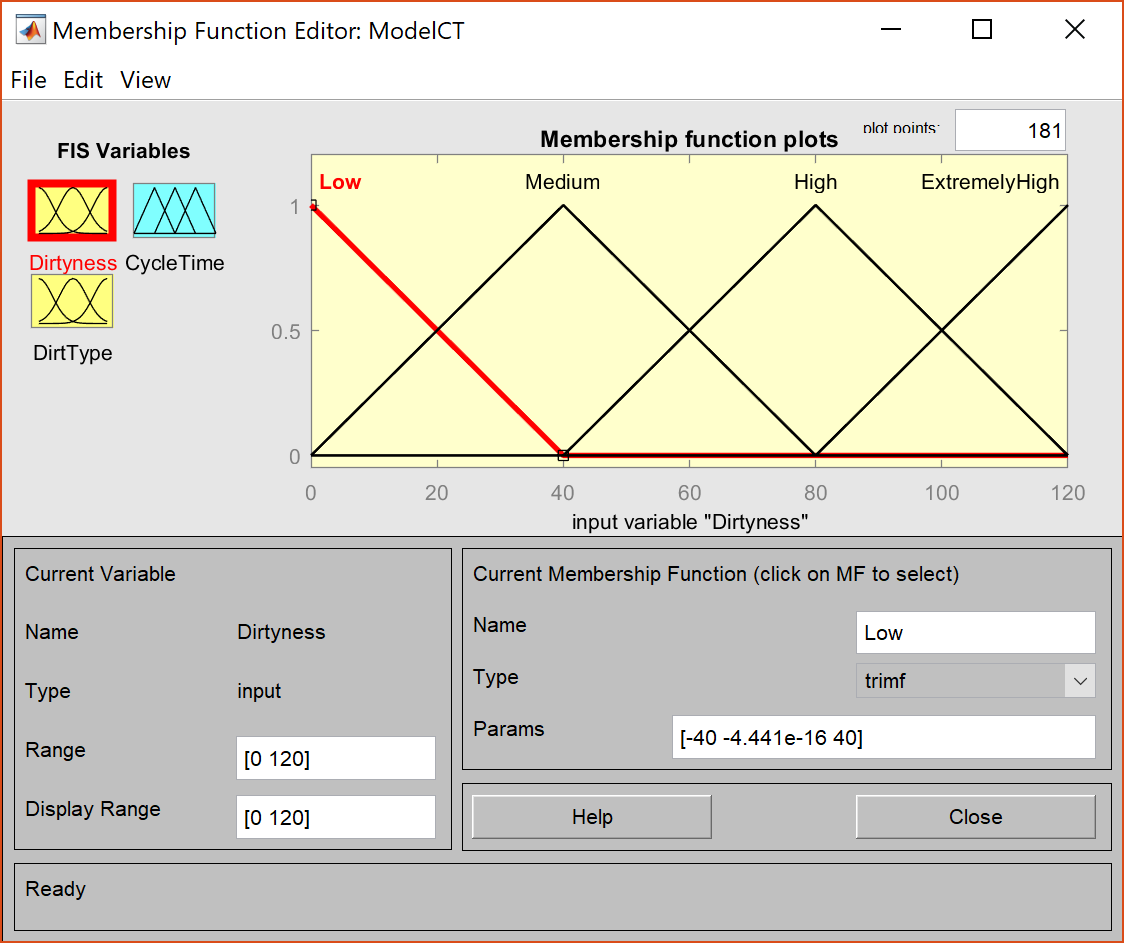 Membership Function Editor: ModelCT
File Edit View
FIS Variables
Dirtyness CycleTime
DirtType
Membership function plots
plot points:
181
Low Medium High ExtremelyHigh
1
0.5
0
0 20 40 60 80 100 120
input variable "Dirtyness"
Current Variable
Name Dirtyness
Type input
Range [0 120]
Display Range [0 120]
Current Membership Function (click on MF to select)
Name Low
Type trimf
Params [-40 -4.441e-16 40]
Help Close
Ready